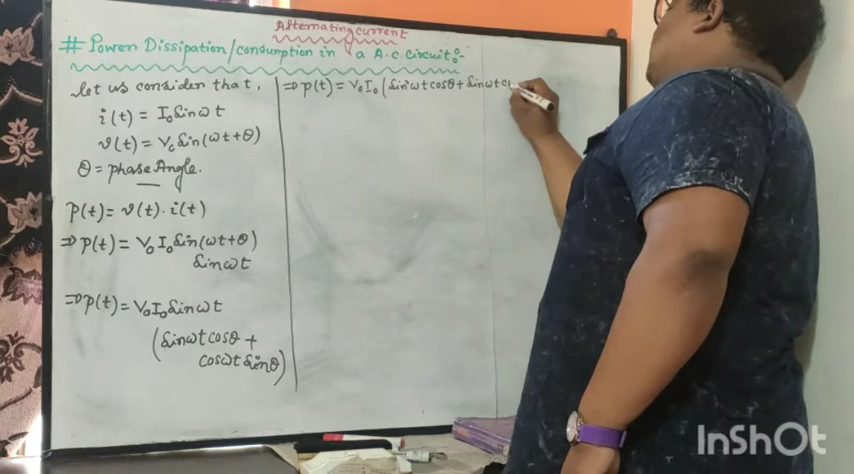 Alternating current
# Power Dissipation/consumption in a A.C. Circuit:-
let us consider that,
i(t) = I₀ sin ωt
v(t) = V₀ sin(ωt + θ)
θ = phase Angle.
p(t) = v(t) · i(t)
⇒ p(t) = V₀ I₀ sin(ωt + θ)
sin ωt
⇒ p(t) = V₀ I₀ sin ωt
(sin ωt cos θ +
cos ωt sin θ)
⇒ p(t) = V₀ I₀ (sin²ωt cos θ + sin ωt c
InShOt